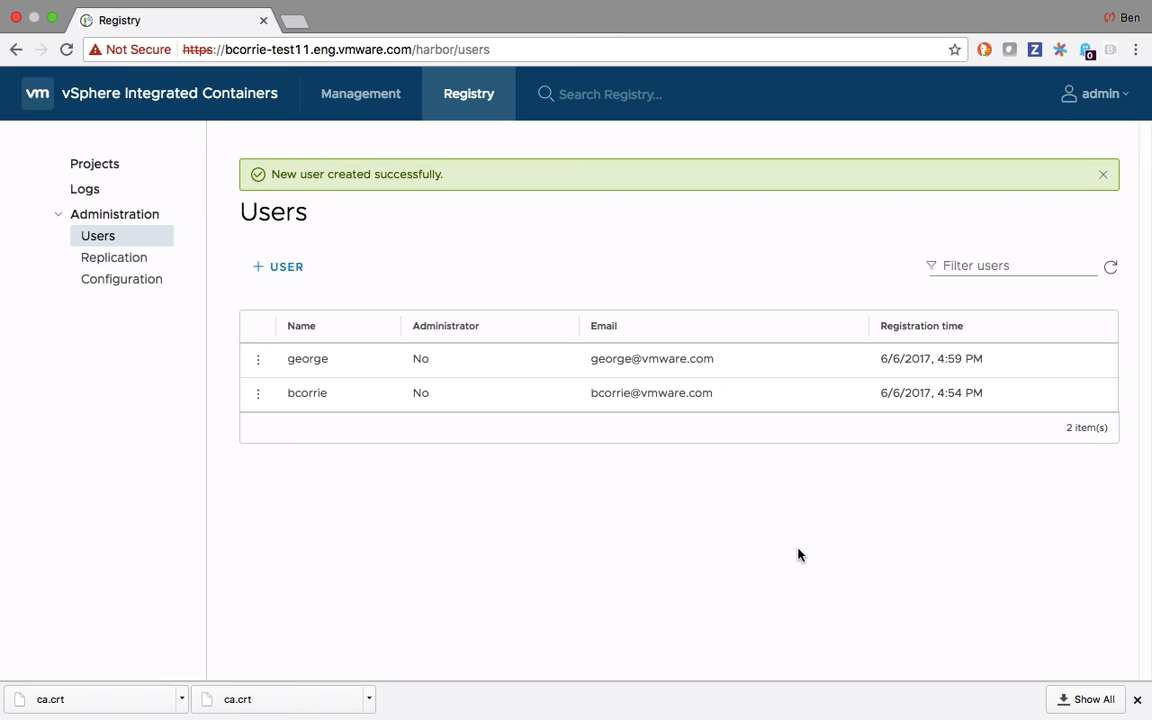 Registry
Ben
Not Secure https://bcorrie-test11.eng.vmware.com/harbor/users
Z
0
vm vSphere Integrated Containers Management Registry Search Registry... admin
Projects
Logs
Administration
Users
Replication
Configuration
New user created successfully.
Users
+ USER
Filter users
Name Administrator Email Registration time
george No george@vmware.com 6/6/2017, 4:59 PM
bcorrie No bcorrie@vmware.com 6/6/2017, 4:54 PM
2 item(s)
ca.crt ca.crt Show All